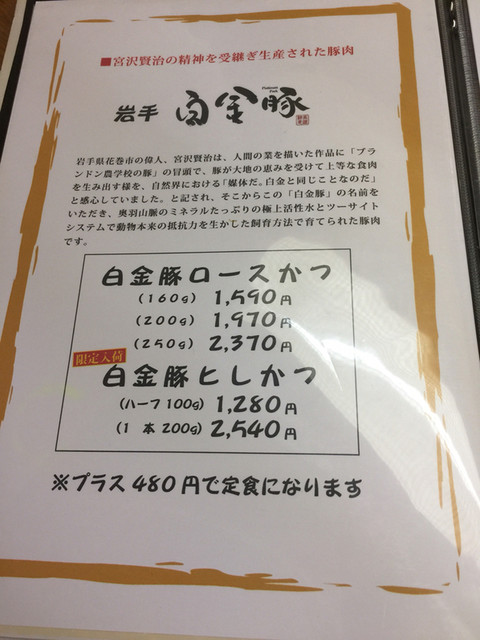 ■宮沢賢治の精神を受継ぎ生産された豚肉
岩手 白金豚
岩手県花巻市の偉人、宮沢賢治は、人間の業を描いた作品に「フラ
ンドン農学校の豚」の冒頭で、豚が大地の恵みを受けて上等な食肉
を生み出す様を、自然界における「媒体だ。白金と同じことなのだ」
と感心していました。と記され、そこからこの「白金豚」の名前を
いただき、奥羽山脈のミネラルたっぷりの極上活性水とツーサイト
システムで動物本来の抵抗力を生かした飼育方法で育てられた豚肉
です。
白金豚ロースかつ
(160g) 1,590円
(200g) 1,970円
(250g) 2,370円
限定入荷
白金豚としかつ
(ハーフ 100g) 1,280円
(1 本 200g) 2,540円
※プラス 480円で定食になります